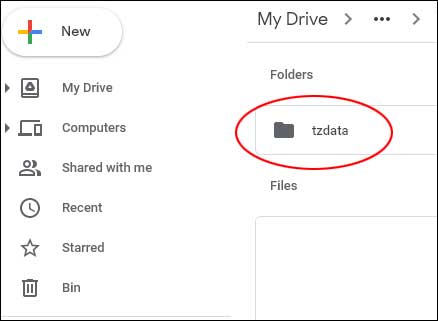 New
My Drive
Computers
Shared with me
Recent
Starred
Bin
My Drive > ••• >
Folders
tzdata
Files